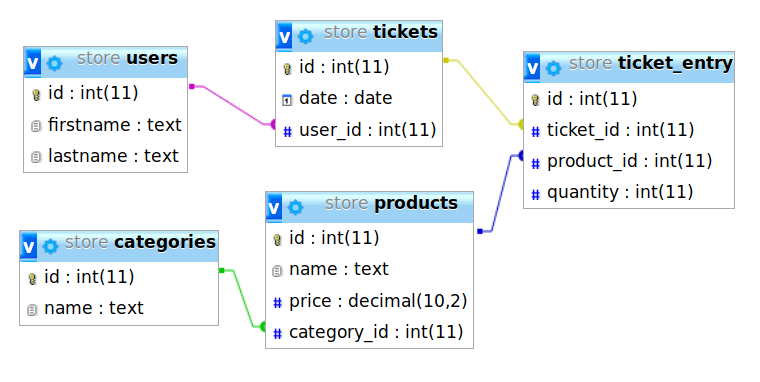 v store users
id : int(11)
firstname : text
lastname : text
v store tickets
id : int(11)
date : date
user_id : int(11)
v store ticket_entry
id : int(11)
ticket_id : int(11)
product_id : int(11)
quantity : int(11)
v store categories
id : int(11)
name : text
v store products
id : int(11)
name : text
price : decimal(10,2)
category_id : int(11)